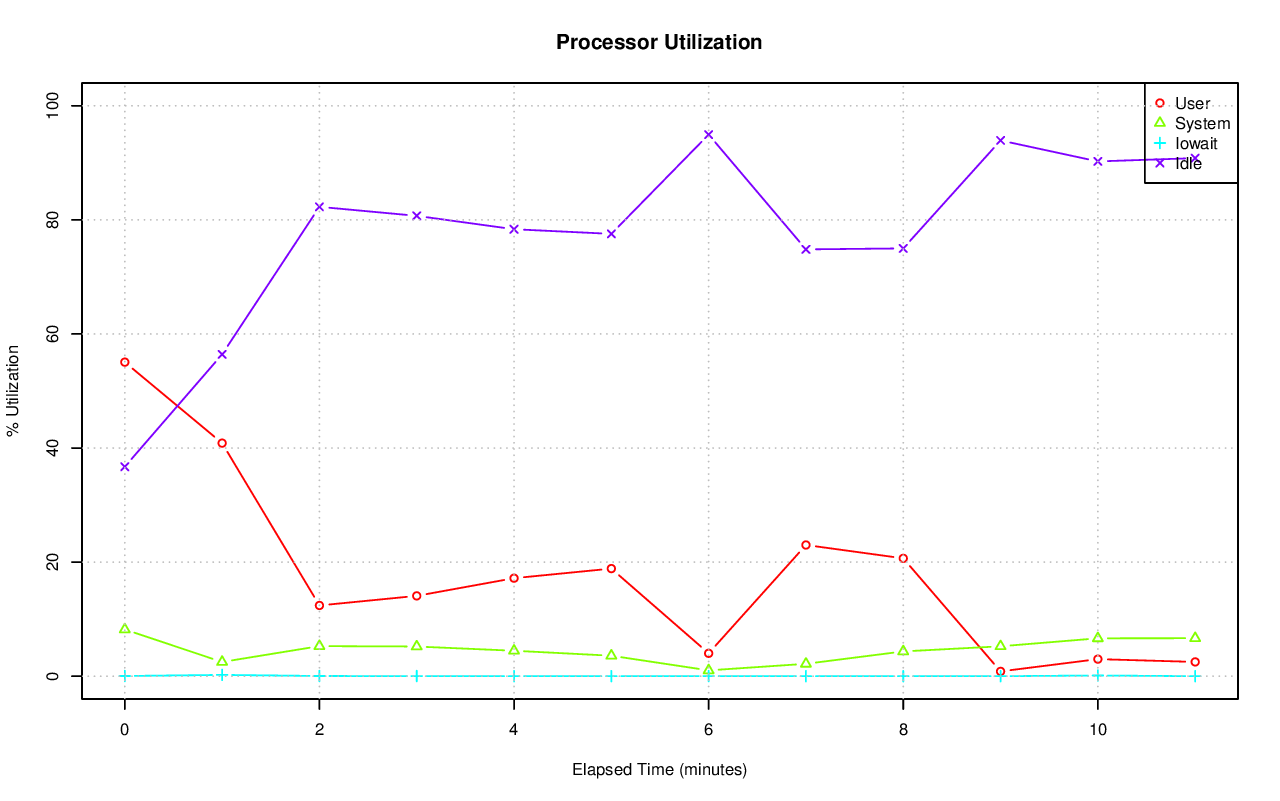 Processor Utilization
100
80
60
40
20
0
% Utilization
User
System
Iowait
Idle
0 2 4 6 8 10
Elapsed Time (minutes)